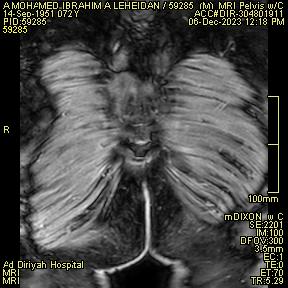 A MOHAMED,IBRAHIM A LEHEIDAN / 59285 (M) MRI Pelvis w/C
14-Sep-1951 072Y ACC#DIR-304801911
PID:59285 06-Dec-2023 12:18 PM
59285
R
100mm
mDIXON_w C
SE:2201
IM:100
DFOV:300
3.5mm
EC:1
TE:0
ET:70
TR:5.29
Ad Diriyah Hospital
MRI
MRI